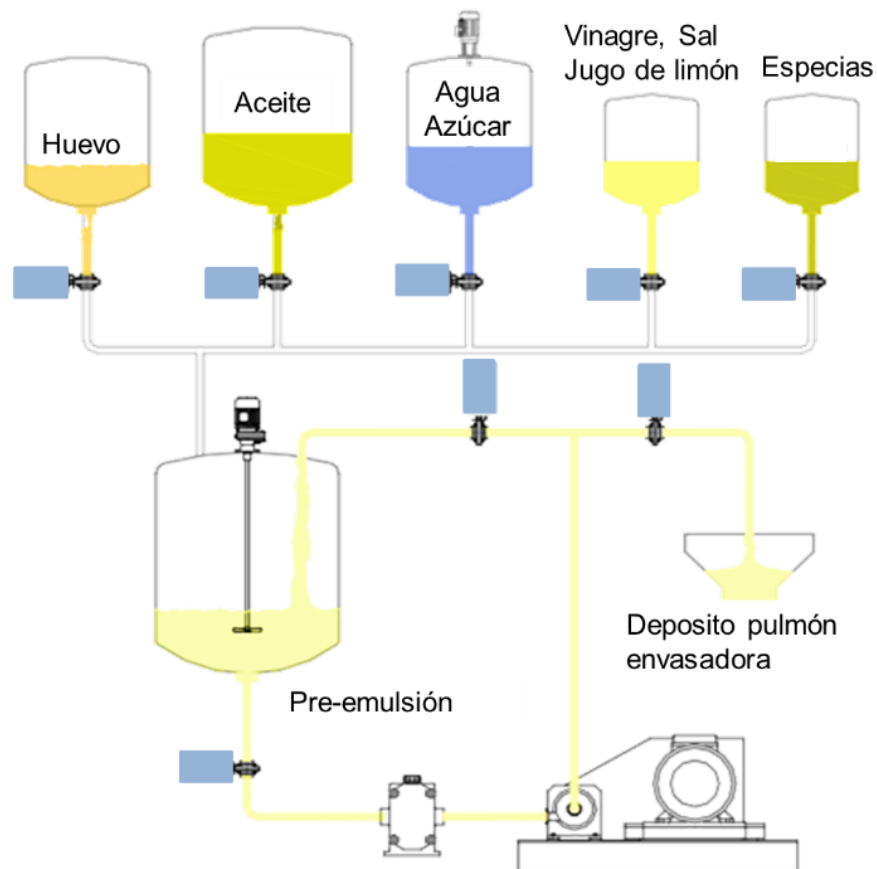 Huevo
Aceite
Agua
Azúcar
Vinagre, Sal
Jugo de limón
Especias
Pre-emulsión
Deposito pulmón
envasadora